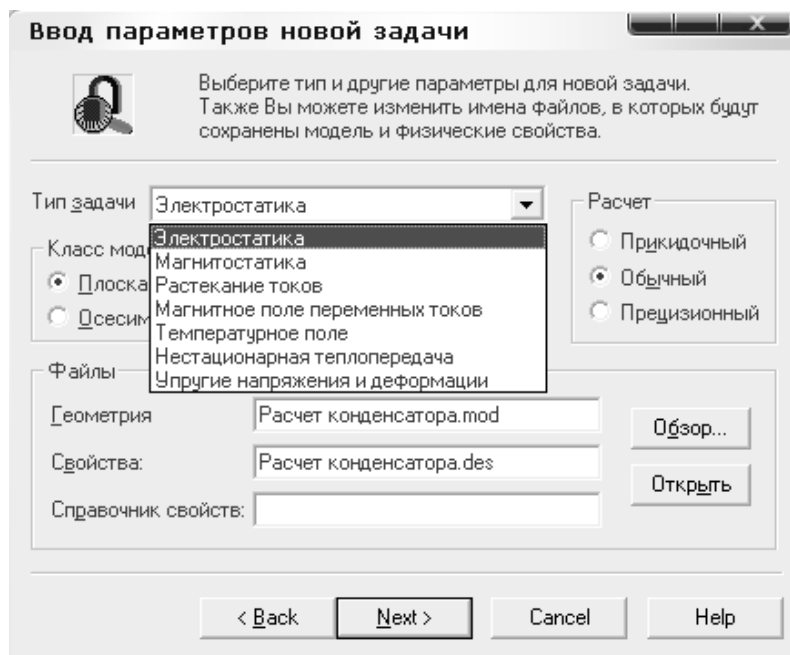 Ввод параметров новой задачи
Выберите тип и другие параметры для новой задачи.
Также Вы можете изменить имена файлов, в которых будут
сохранены модель и физические свойства.
Тип задачи
Электростатика
Электростатика
Магнитостатика
Растекание токов
Магнитное поле переменных токов
Температурное поле
Нестационарная теплопередача
Упругие напряжения и деформации
Класс
Расчет
Прикидочный
Обычный
Прецизионный
Файлы
Геометрия
Расчет конденсатора.mod
Свойства:
Расчет конденсатора.des
Справочник свойств:
Обзор...
Открыть
< Back
Next >
Cancel
Help